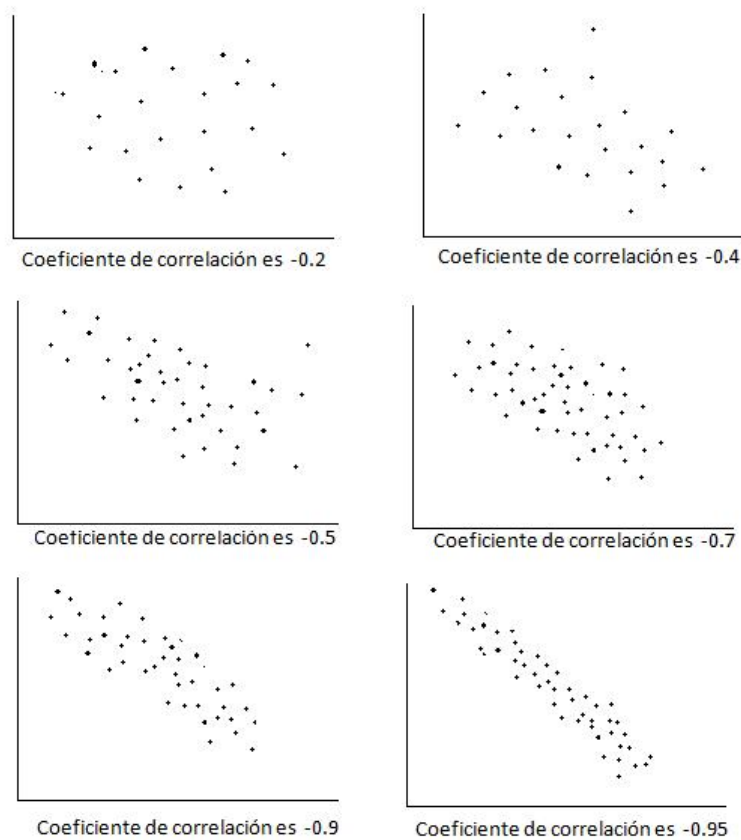 Coeficiente de correlación es -0.2
Coeficiente de correlación es -0.4
Coeficiente de correlación es -0.5
Coeficiente de correlación es -0.7
Coeficiente de correlación es -0.9
Coeficiente de correlación es -0.95